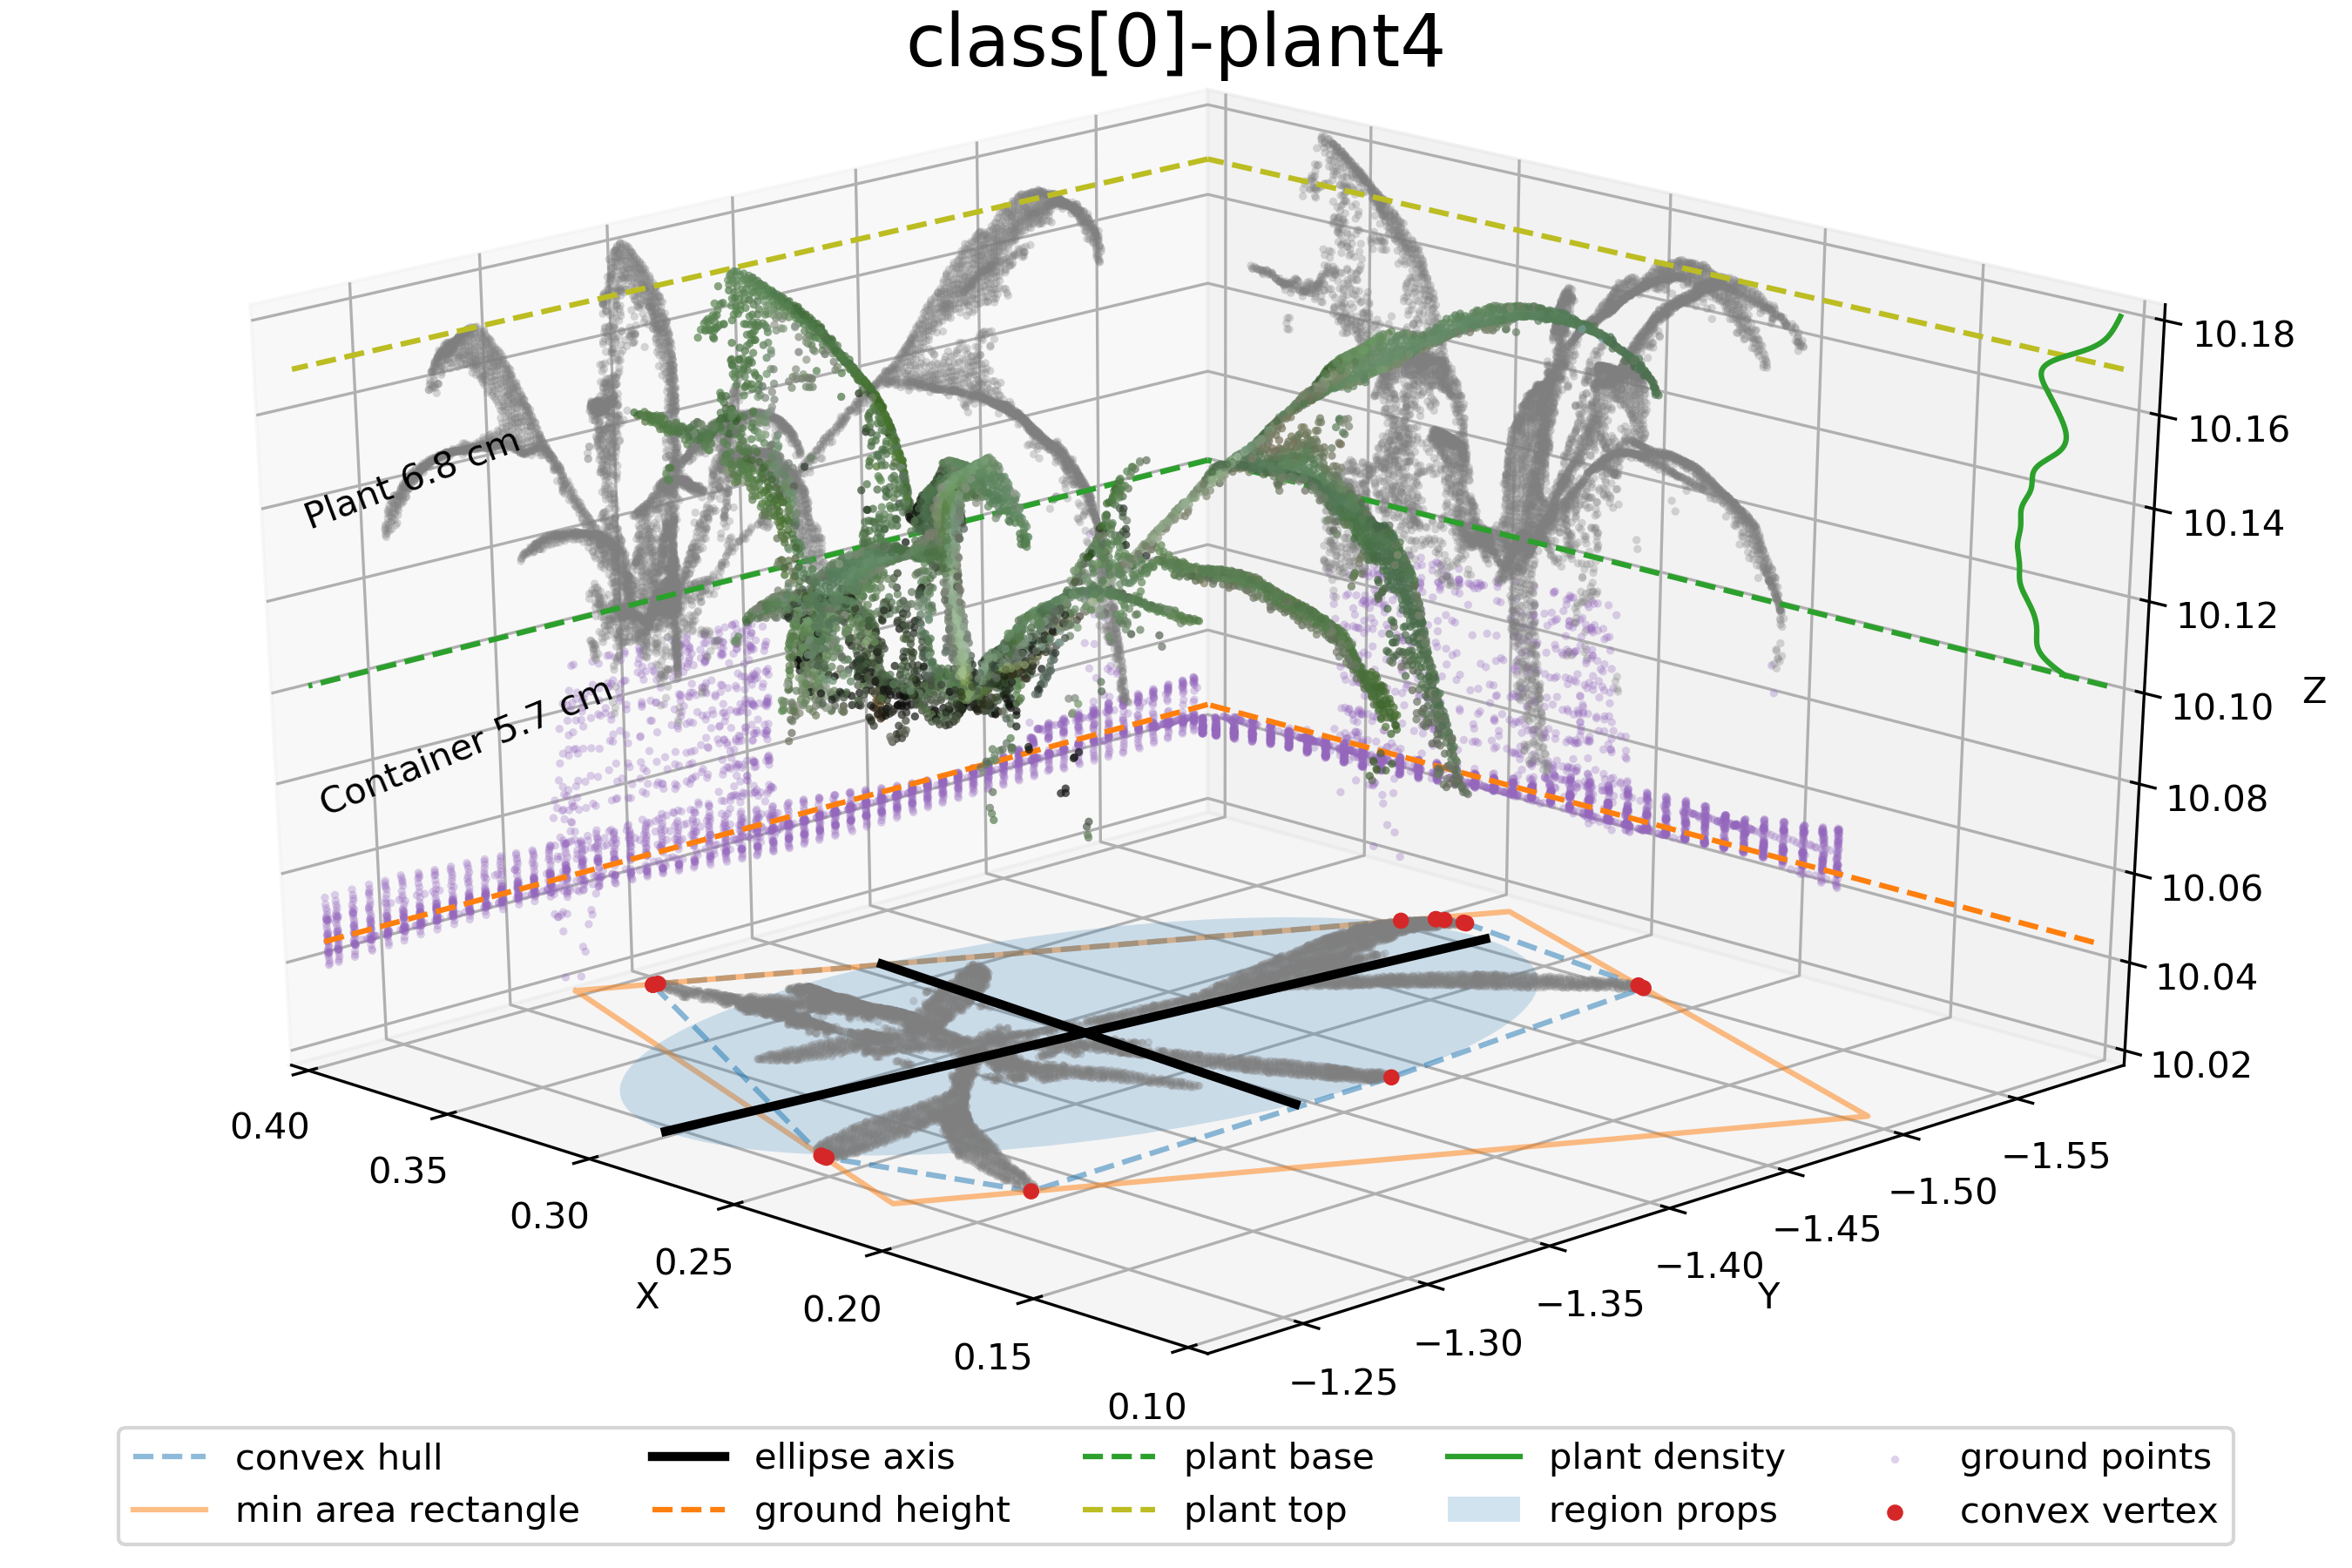 class[0]-plant4
Plant 6.8 cm
Container 5.7 cm
10.18
10.16
10.14
10.12
10.10
10.08
10.06
10.04
10.02
Z
0.40
0.35
0.30
0.25
0.20
0.15
0.10
X
−1.55
−1.50
−1.45
−1.40
−1.35
−1.30
−1.25
Y
convex hull
min area rectangle
ellipse axis
ground height
plant base
plant top
plant density
region props
ground points
convex vertex